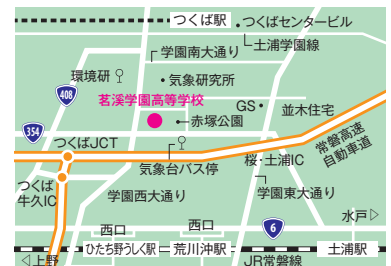 つくば駅
つくばセンタービル
土浦学園線
学園南大通り
環境研
気象研究所
408
茗溪学園高等学校
GS
並木住宅
赤塚公園
354
つくばJCT
常磐高速
自動車道
気象台バス停
桜・土浦IC
つくば
牛久IC
学園西大通り
学園東大通り
6
水戸▷
西口
西口
ひたち野うしく駅
荒川沖駅
土浦駅
◁上野
JR常磐線